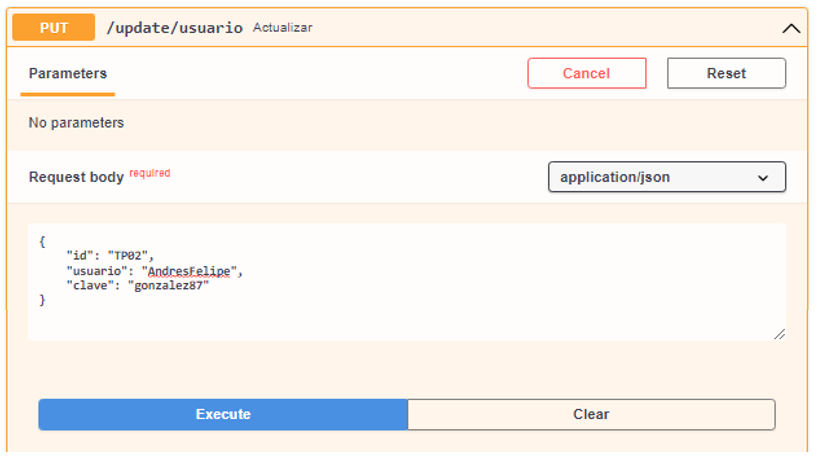 PUT /update/usuario Actualizar
Parameters Cancel Reset
No parameters
Request body required application/json
{
"id": "TP02",
"usuario": "AndresFelipe",
"clave": "gonzalez87"
}
Execute Clear